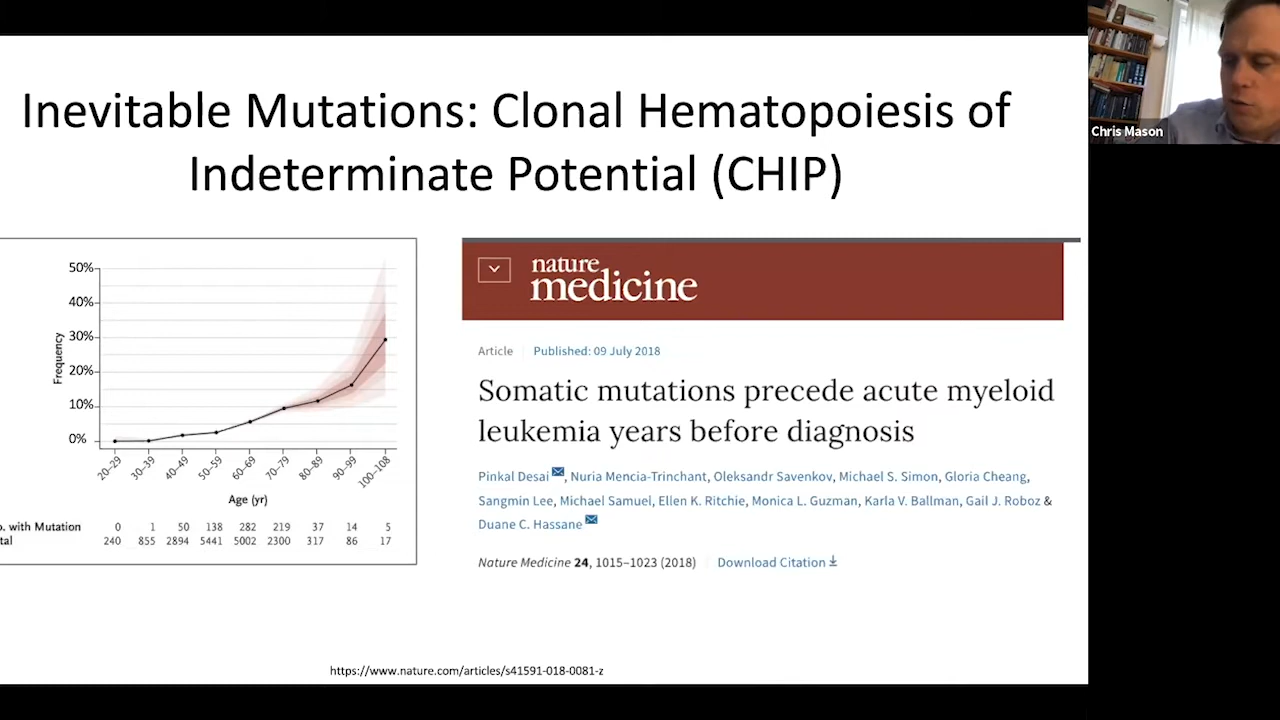 Inevitable Mutations: Clonal Hematopoiesis of
Indeterminate Potential (CHIP)
Chris Mason
50%
40%
30%
20%
10%
0%
Frequency
20–29
30–39
40–49
50–59
60–69
70–79
80–89
90–99
100–108
Age (yr)
with Mutation 0 1 50 138 282 219 37 14 5
240 855 2894 5441 5002 2300 317 86 17
nature
medicine
Article Published: 09 July 2018
Somatic mutations precede acute myeloid
leukemia years before diagnosis
Pinkal Desai, Nuria Mencia-Trinchant, Oleksandr Savenkov, Michael S. Simon, Gloria Cheang,
Sangmin Lee, Michael Samuel, Ellen K. Ritchie, Monica L. Guzman, Karla V. Ballman, Gail J. Roboz &
Duane C. Hassane
Nature Medicine 24, 1015–1023 (2018) Download Citation
https://www.nature.com/articles/s41591-018-0081-z